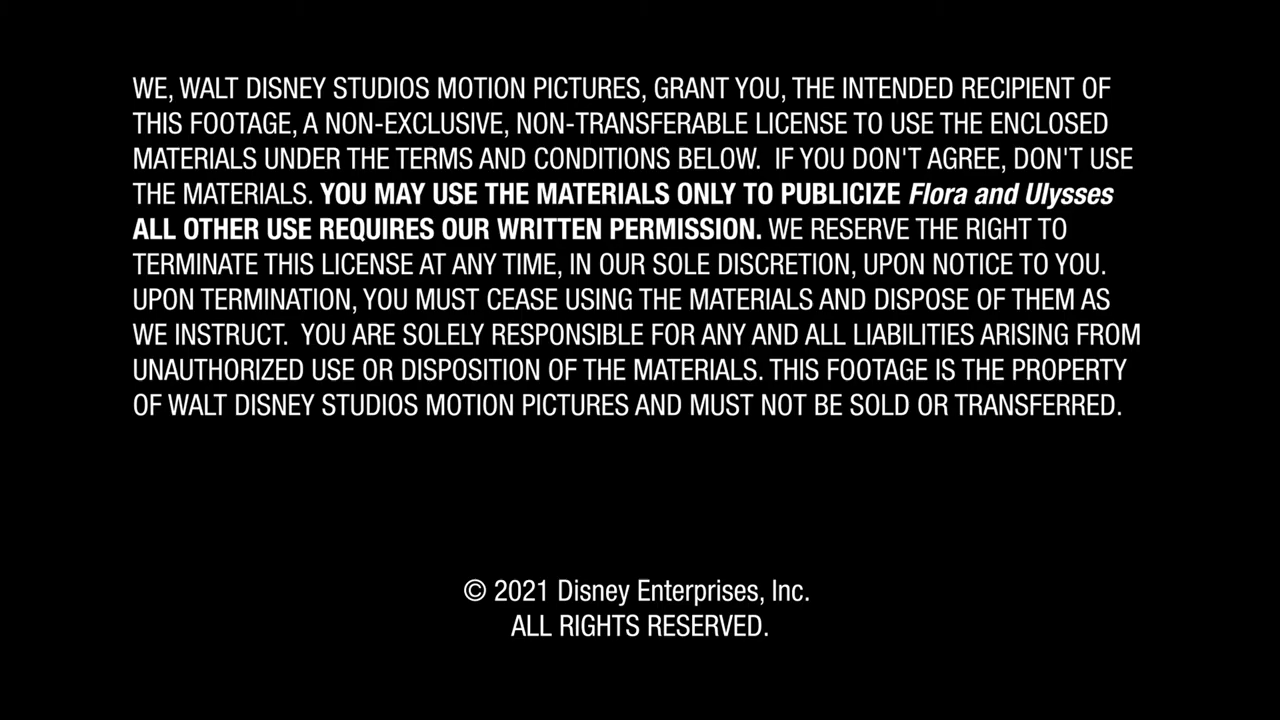 WE, WALT DISNEY STUDIOS MOTION PICTURES, GRANT YOU, THE INTENDED RECIPIENT OF
THIS FOOTAGE, A NON-EXCLUSIVE, NON-TRANSFERABLE LICENSE TO USE THE ENCLOSED
MATERIALS UNDER THE TERMS AND CONDITIONS BELOW.  IF YOU DON'T AGREE, DON'T USE
THE MATERIALS. YOU MAY USE THE MATERIALS ONLY TO PUBLICIZE Flora and Ulysses
ALL OTHER USE REQUIRES OUR WRITTEN PERMISSION. WE RESERVE THE RIGHT TO
TERMINATE THIS LICENSE AT ANY TIME, IN OUR SOLE DISCRETION, UPON NOTICE TO YOU.
UPON TERMINATION, YOU MUST CEASE USING THE MATERIALS AND DISPOSE OF THEM AS
WE INSTRUCT.  YOU ARE SOLELY RESPONSIBLE FOR ANY AND ALL LIABILITIES ARISING FROM
UNAUTHORIZED USE OR DISPOSITION OF THE MATERIALS. THIS FOOTAGE IS THE PROPERTY
OF WALT DISNEY STUDIOS MOTION PICTURES AND MUST NOT BE SOLD OR TRANSFERRED.
© 2021 Disney Enterprises, Inc.
ALL RIGHTS RESERVED.